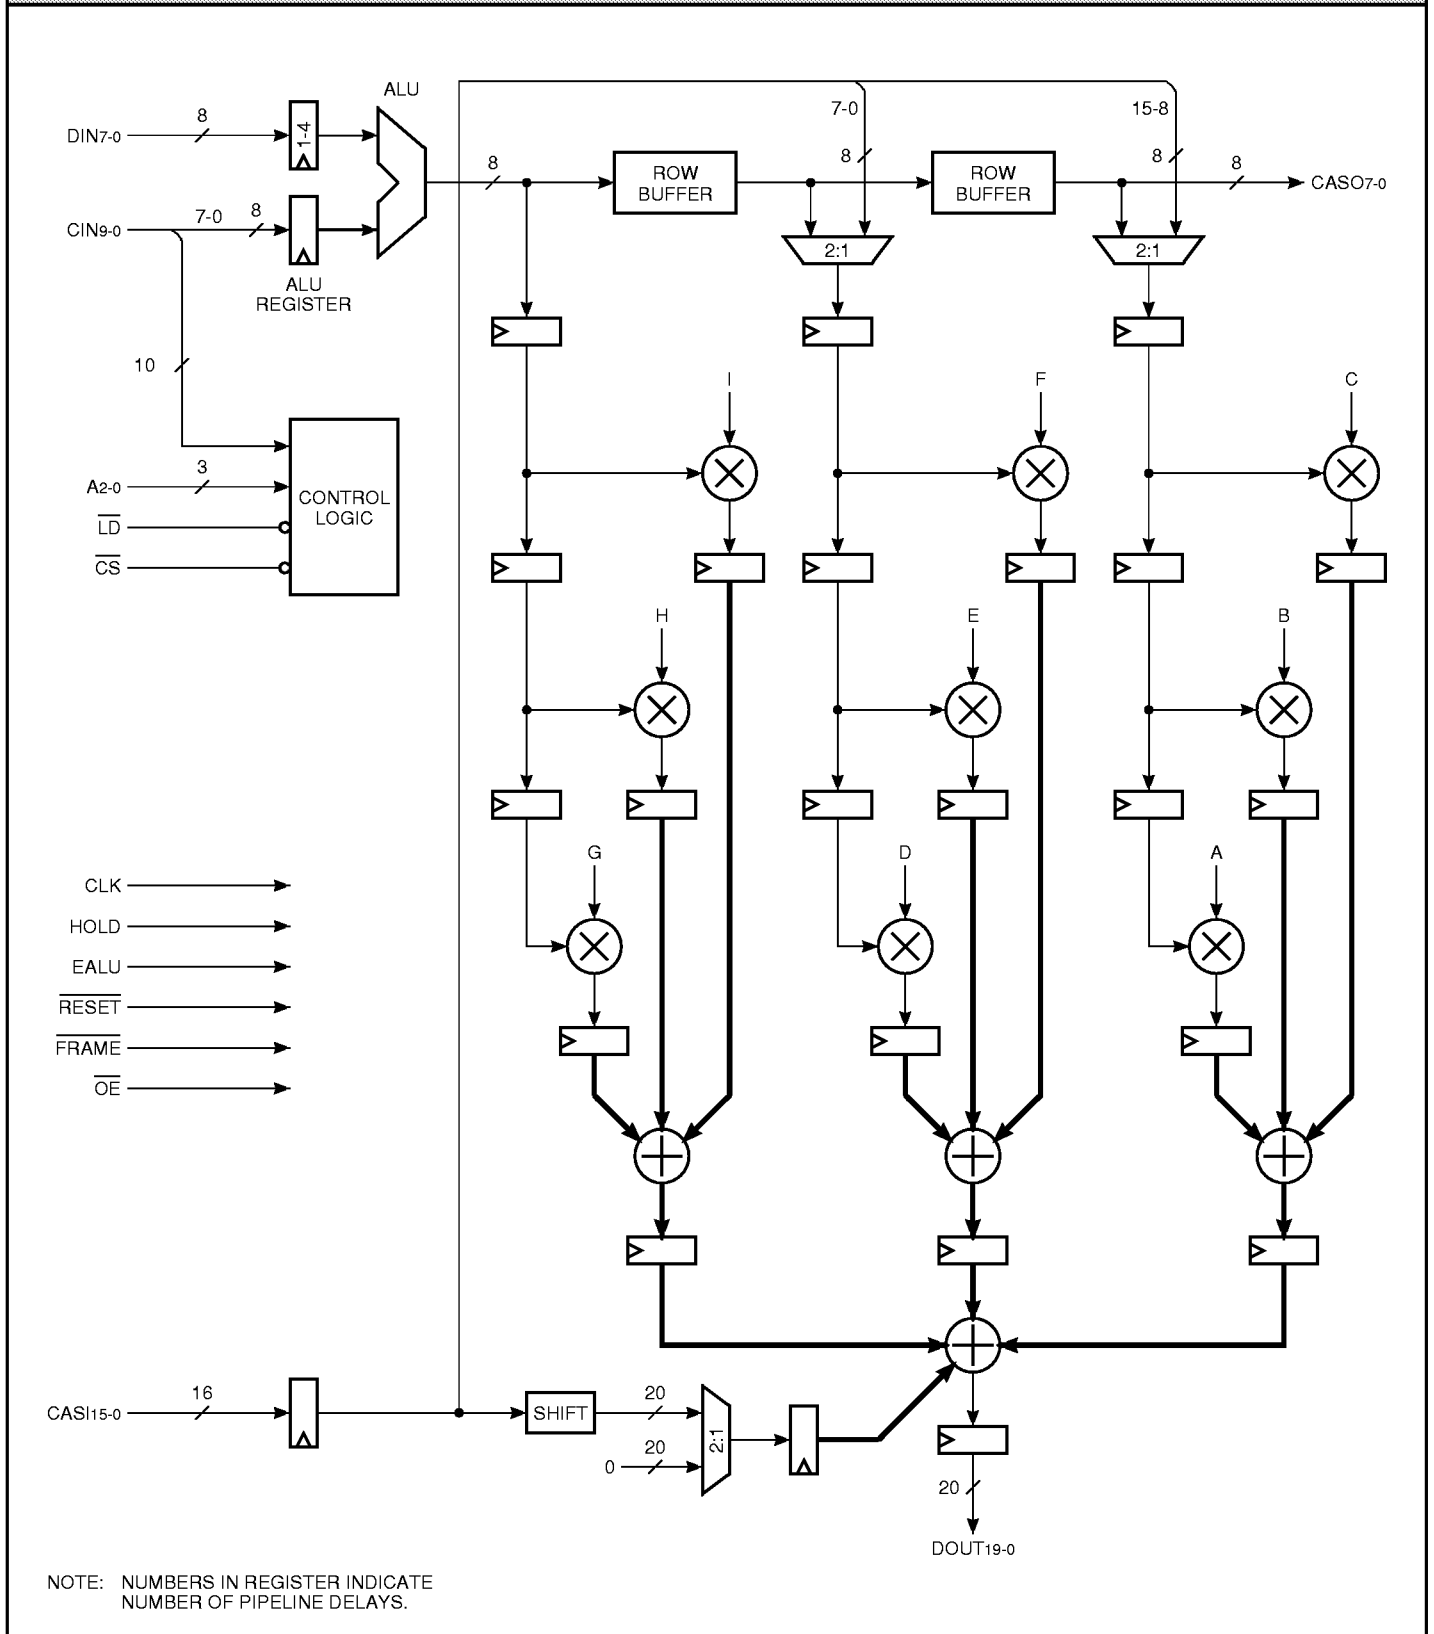 ALU
7-0
15-8
DIN7-0
8
1-4
8
8
8
8
ROW
BUFFER
ROW
BUFFER
CASO7-0
CIN9-0
7-0
8
2:1
2:1
ALU
REGISTER
10
I
F
C
A2-0
3
CONTROL
LOGIC
LD
CS
H
E
B
G
D
A
CLK
HOLD
EALU
RESET
FRAME
OE
CASI15-0
16
SHIFT
20
2:1
0
20
20
DOUT19-0
NOTE: NUMBERS IN REGISTER INDICATE
NUMBER OF PIPELINE DELAYS.